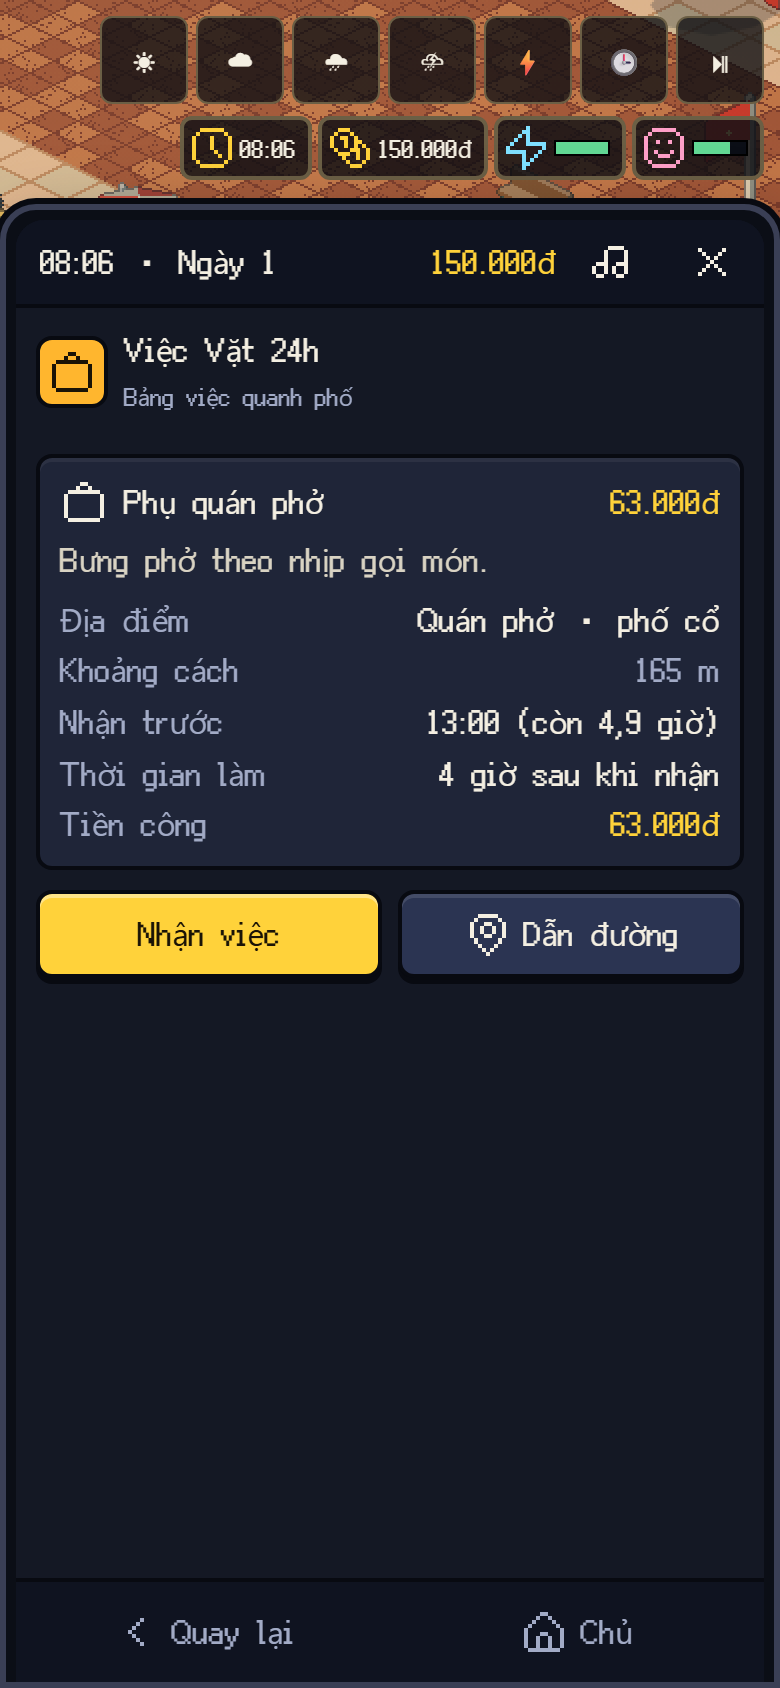 08:06 150.000đ
08:06 · Ngày 1 150.000đ
Việc Vặt 24h
Bảng việc quanh phố
Phụ quán phở 63.000đ
Bưng phở theo nhịp gọi món.
Địa điểm Quán phở · phố cổ
Khoảng cách 165 m
Nhận trước 13:00 (còn 4,9 giờ)
Thời gian làm 4 giờ sau khi nhận
Tiền công 63.000đ
Nhận việc Dẫn đường
Quay lại Chủ